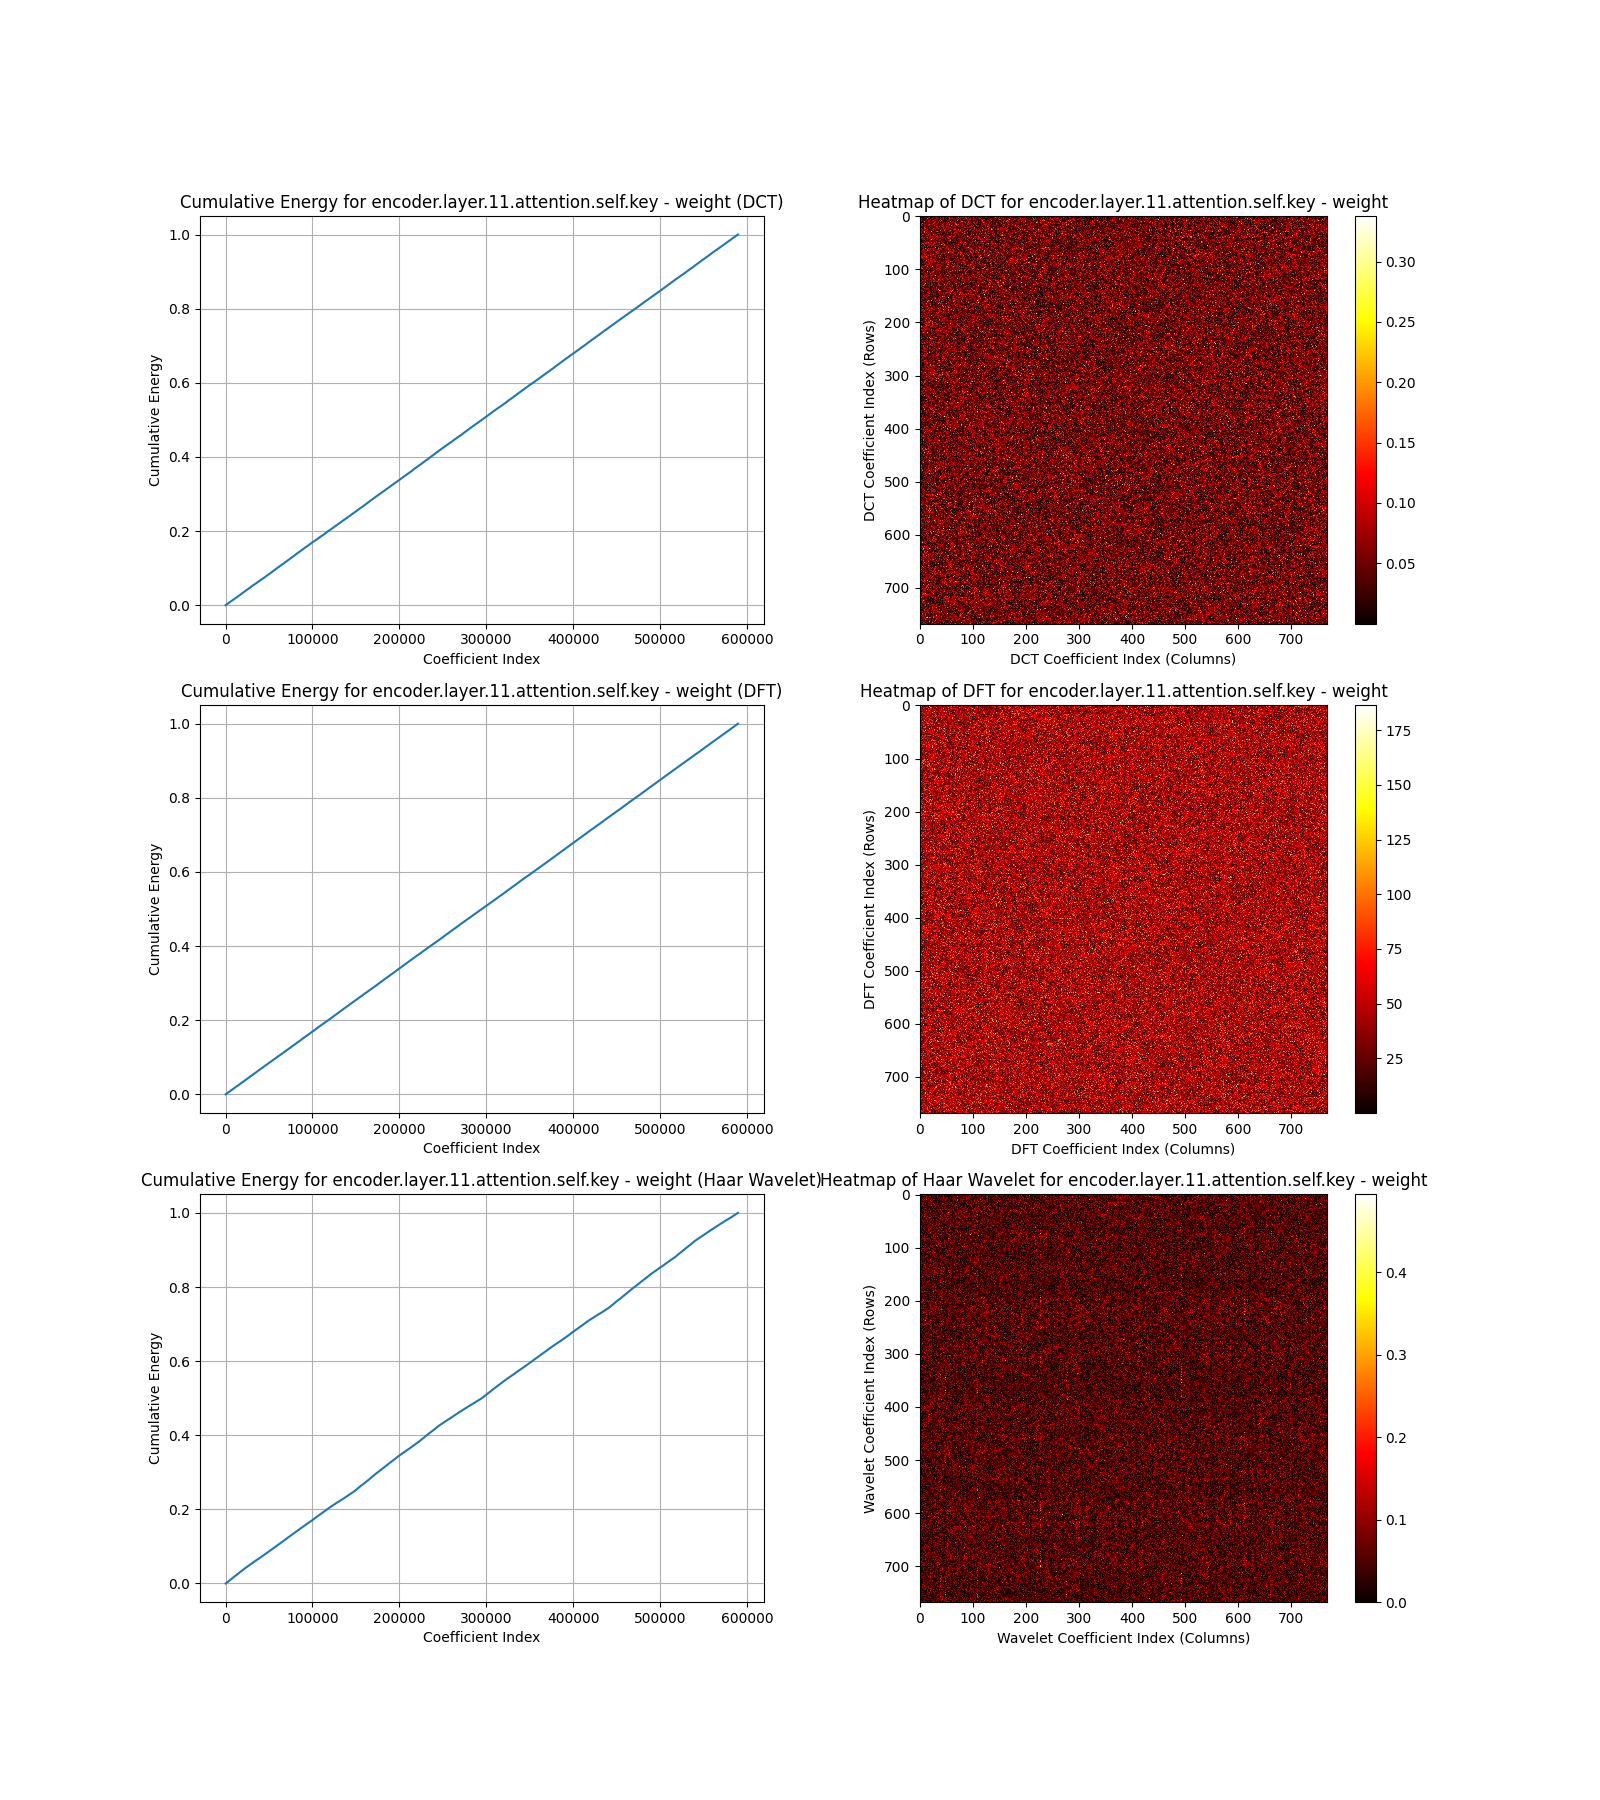 Cumulative Energy for encoder.layer.11.attention.self.key - weight (DCT)
1.0
0.8
0.6
0.4
0.2
0.0
Cumulative Energy
0 100000 200000 300000 400000 500000 600000
Coefficient Index
Heatmap of DCT for encoder.layer.11.attention.self.key - weight
0
100
200
300
400
500
600
700
DCT Coefficient Index (Rows)
0 100 200 300 400 500 600 700
DCT Coefficient Index (Columns)
0.30
0.25
0.20
0.15
0.10
0.05
Cumulative Energy for encoder.layer.11.attention.self.key - weight (DFT)
1.0
0.8
0.6
0.4
0.2
0.0
Cumulative Energy
0 100000 200000 300000 400000 500000 600000
Coefficient Index
Heatmap of DFT for encoder.layer.11.attention.self.key - weight
0
100
200
300
400
500
600
700
DFT Coefficient Index (Rows)
0 100 200 300 400 500 600 700
DFT Coefficient Index (Columns)
175
150
125
100
75
50
25
Cumulative Energy for encoder.layer.11.attention.self.key - weight (Haar Wavelet)
1.0
0.8
0.6
0.4
0.2
0.0
Cumulative Energy
0 100000 200000 300000 400000 500000 600000
Coefficient Index
Heatmap of Haar Wavelet for encoder.layer.11.attention.self.key - weight
0
100
200
300
400
500
600
700
Wavelet Coefficient Index (Rows)
0 100 200 300 400 500 600 700
Wavelet Coefficient Index (Columns)
0.4
0.3
0.2
0.1
0.0